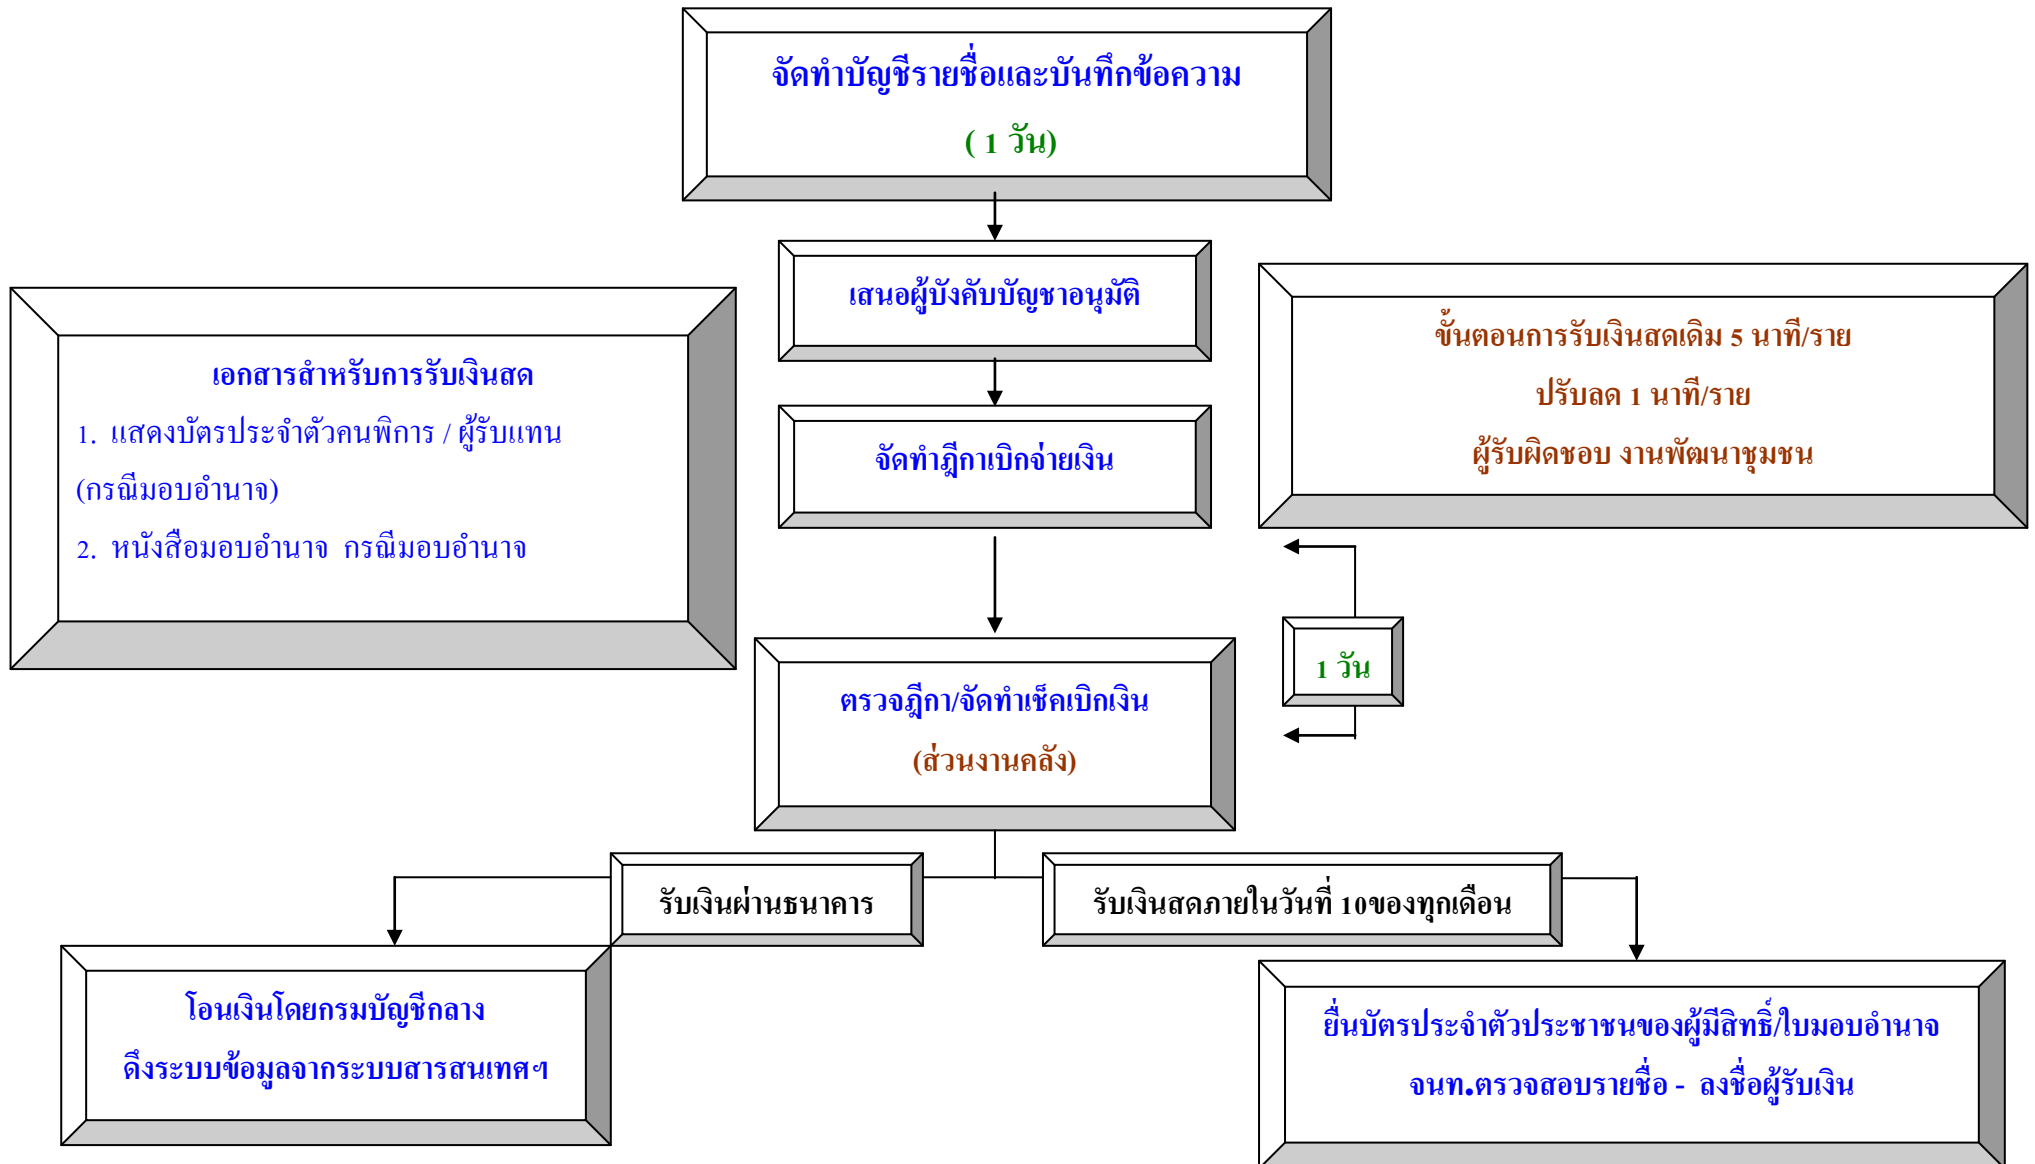 จัดทำบัญชีรายชื่อและบันทึกข้อความ
( 1 วัน)
เสนอผู้บังคับบัญชาอนุมัติ
เอกสารสำหรับการรับเงินสด
1. แสดงบัตรประจำตัวคนพิการ / ผู้รับแทน
(กรณีมอบอำนาจ)
2. หนังสือมอบอำนาจ กรณีมอบอำนาจ
จัดทำฎีกาเบิกจ่ายเงิน
ขั้นตอนการรับเงินสดเดิม 5 นาที/ราย
ปรับลด 1 นาที/ราย
ผู้รับผิดชอบ งานพัฒนาชุมชน
1 วัน
ตรวจฎีกา/จัดทำเช็คเบิกเงิน
(ส่วนงานคลัง)
รับเงินผ่านธนาคาร
รับเงินสดภายในวันที่ 10ของทุกเดือน
โอนเงินโดยกรมบัญชีกลาง
ดึงระบบข้อมูลจากระบบสารสนเทศฯ
ยื่นบัตรประจำตัวประชาชนของผู้มีสิทธิ์/ใบมอบอำนาจ
จนท.ตรวจสอบรายชื่อ - ลงชื่อผู้รับเงิน